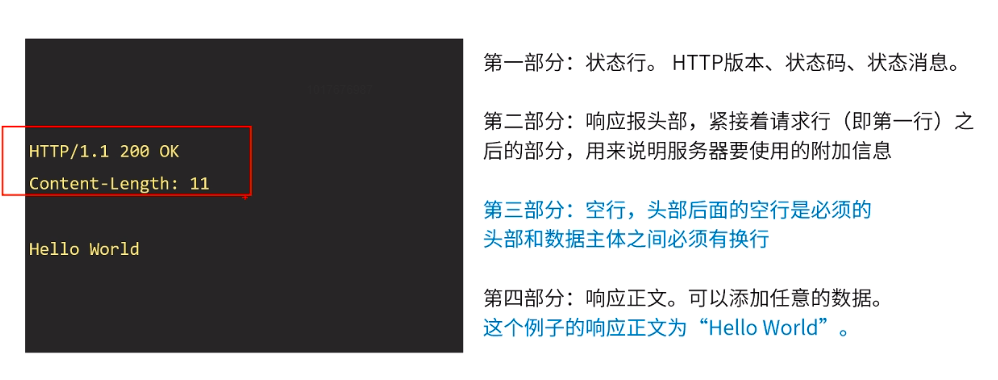 HTTP/1.1 200 OK
Content-Length: 11
Hello World
第一部分：状态行。 HTTP版本、状态码、状态消息。
第二部分：响应报头部，紧接着请求行（即第一行）之
后的部分，用来说明服务器要使用的附加信息
第三部分：空行，头部后面的空行是必须的
头部和数据主体之间必须有换行
第四部分：响应正文。可以添加任意的数据。
这个例子的响应正文为“Hello World”。